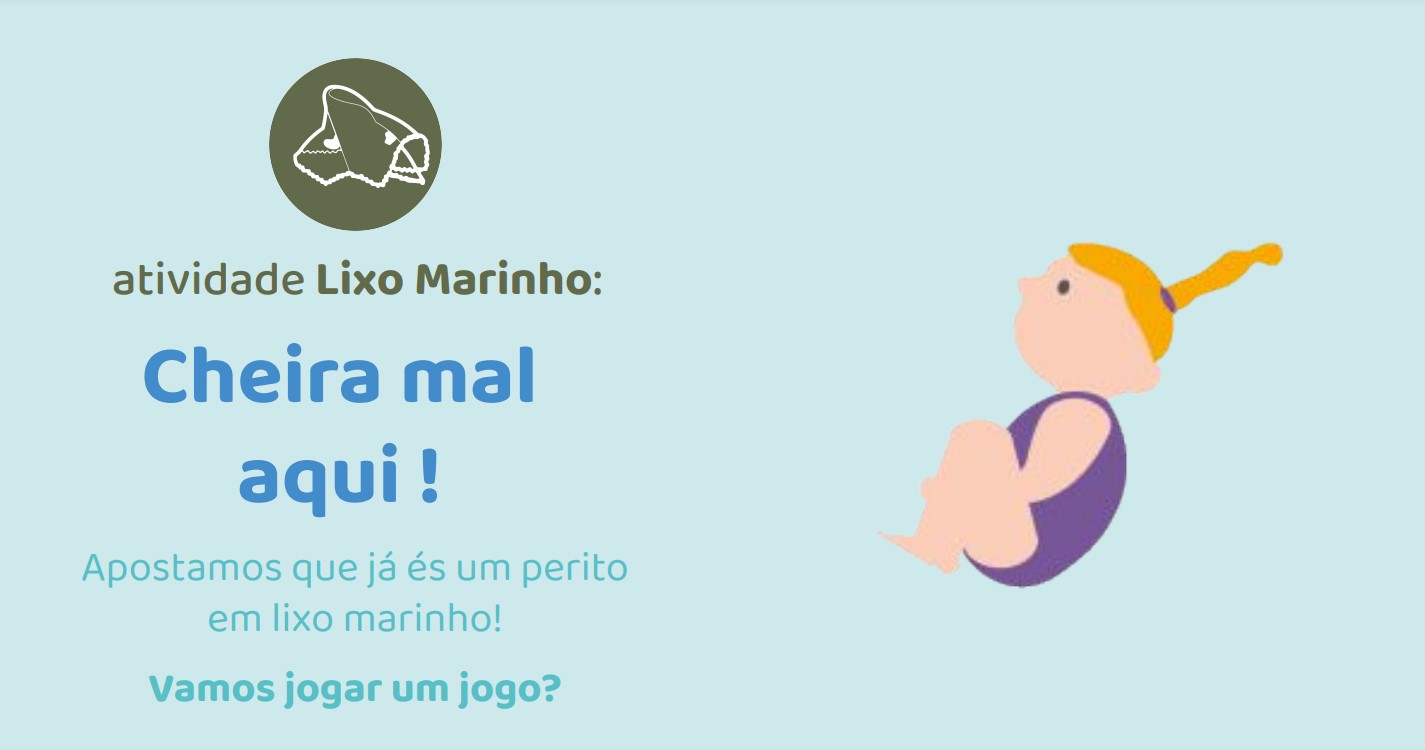 atividade Lixo Marinho:
Cheira mal
aqui !
Apostamos que já és um perito
em lixo marinho!
Vamos jogar um jogo?